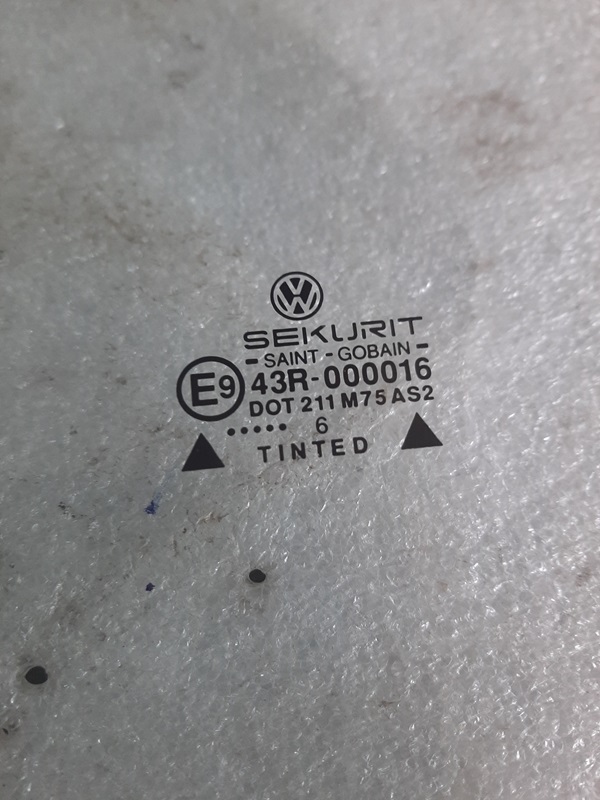 SEKURIT
- SAINT - GOBAIN -
E9 43R-000016
DOT 211 M75 AS2
..... 6
TINTED